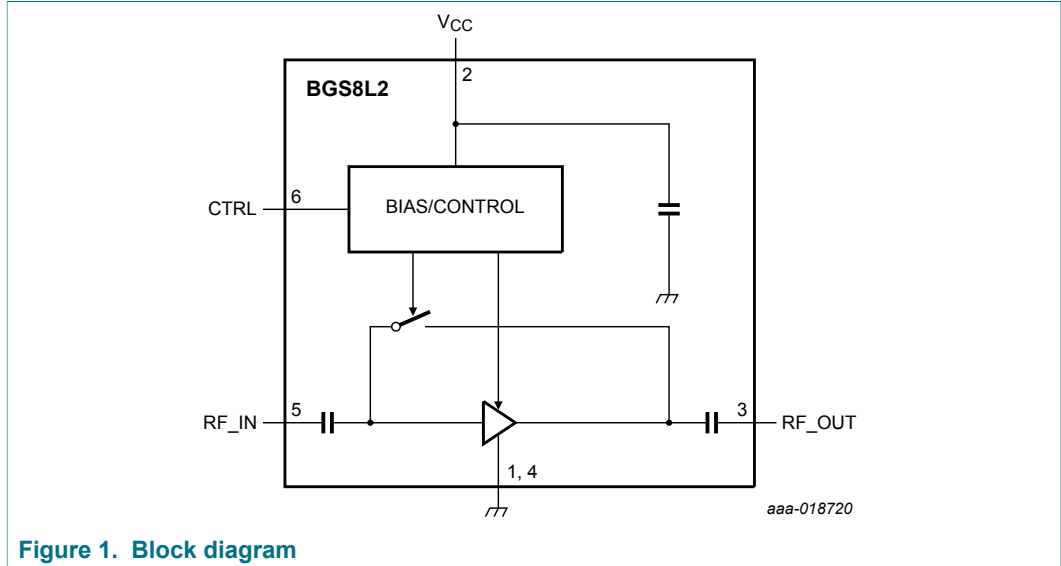 VCC
2
BGS8L2
CTRL
6
BIAS/CONTROL
RF_IN
5
3
RF_OUT
1, 4
aaa-018720
Figure 1. Block diagram